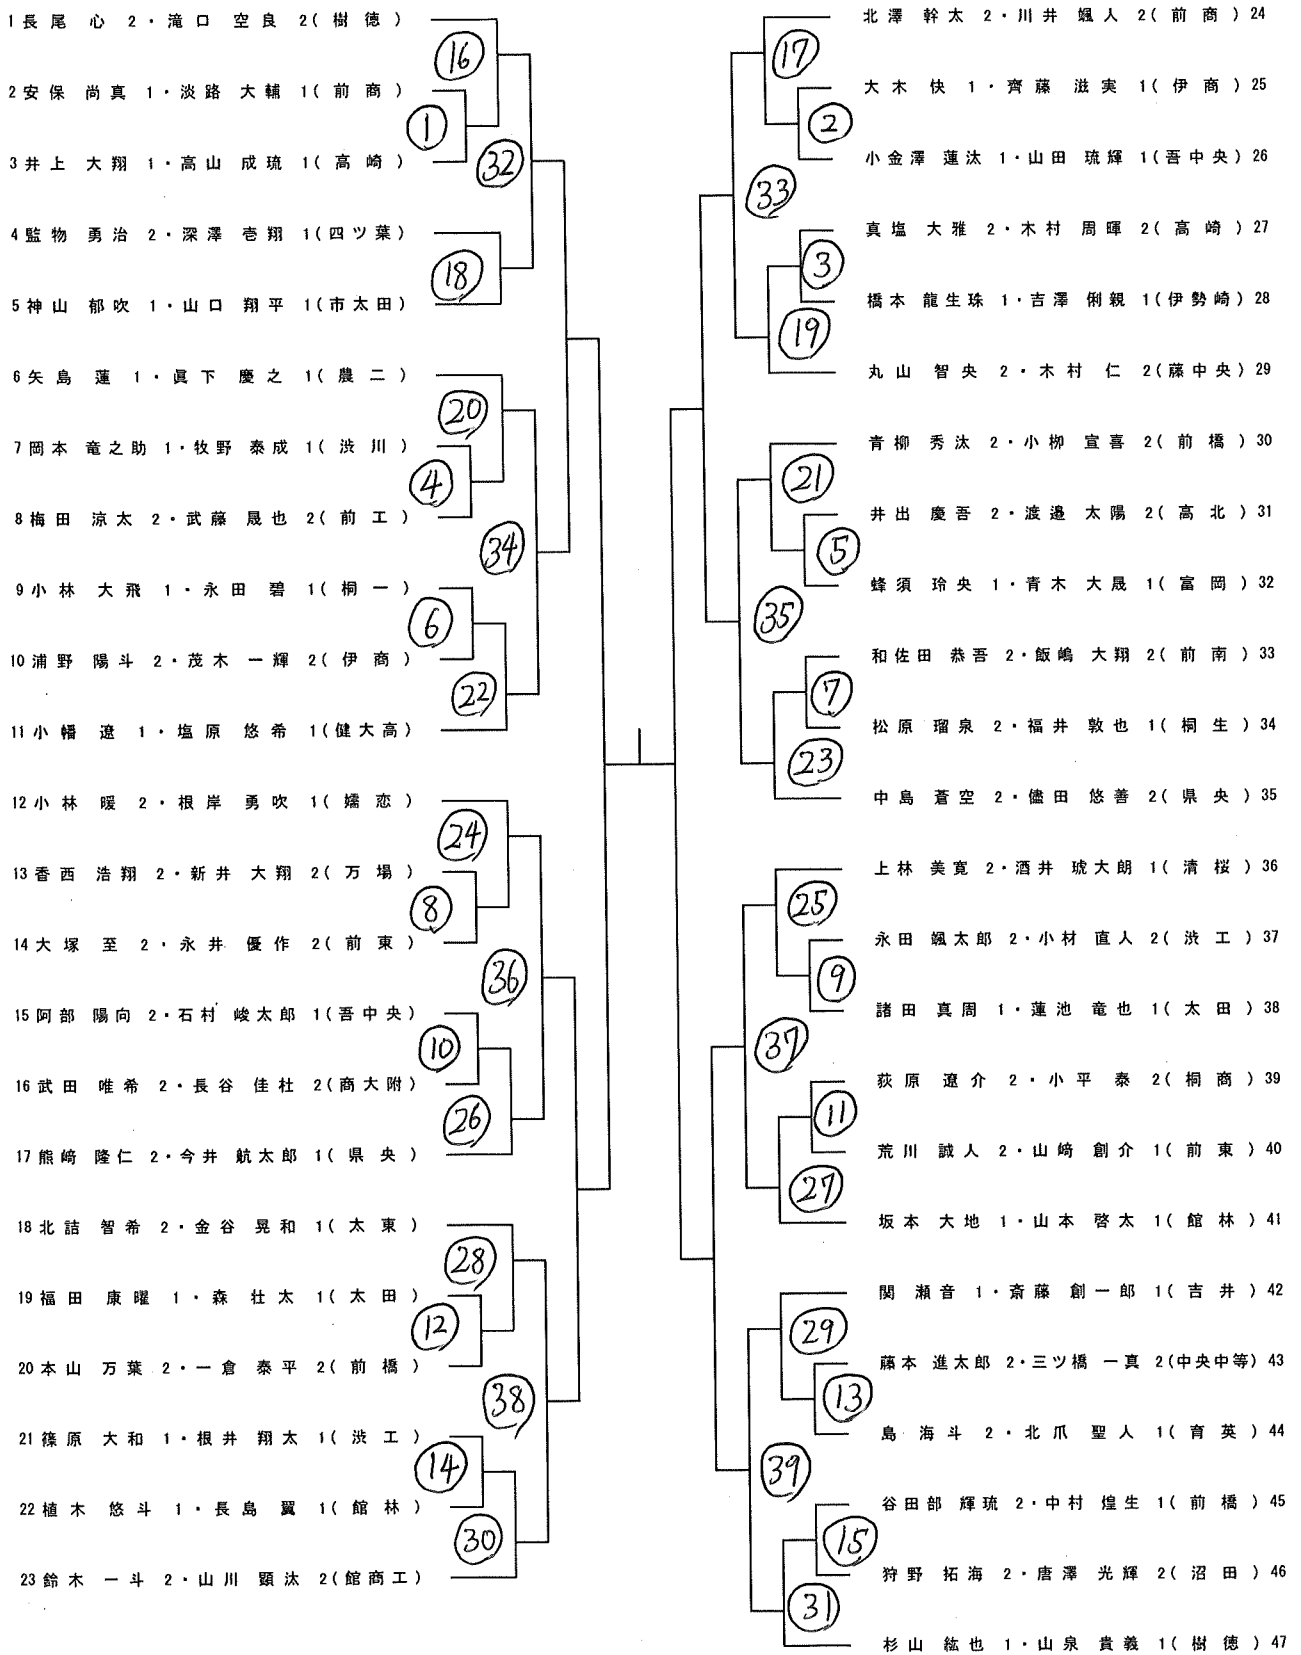 1 長尾 心 2・滝口 空良 2(樹徳)
2 安保 尚真 1・淡路 大輔 1(前商)
3 井上 大翔 1・高山 成琉 1(高崎)
4 監物 勇治 2・深澤 壱翔 1(四ツ葉)
5 神山 郁吹 1・山口 翔平 1(市太田)
6 矢島 蓮 1・眞下 慶之 1(農二)
7 岡本 竜之助 1・牧野 泰成 1(渋川)
8 梅田 涼太 2・武藤 晟也 2(前工)
9 小林 大飛 1・永田 碧 1(桐一)
10 浦野 陽斗 2・茂木 一輝 2(伊商)
11 小幡 遼 1・塩原 悠希 1(健大高)
12 小林 暖 2・根岸 勇吹 1(嬬恋)
13 香西 浩翔 2・新井 大翔 2(万場)
14 大塚 至 2・永井 優作 2(前東)
15 阿部 陽向 2・石村 峻太郎 1(吾中央)
16 武田 唯希 2・長谷 佳杜 2(商大附)
17 熊﨑 隆仁 2・今井 航太郎 1(県央)
18 北詰 智希 2・金谷 晃和 1(太東)
19 福田 康曜 1・森 壮太 1(太田)
20 本山 万葉 2・一倉 泰平 2(前橋)
21 篠原 大和 1・根井 翔太 1(渋工)
22 植木 悠斗 1・長島 翼 1(館林)
23 鈴木 一斗 2・山川 顕汰 2(館商工)
16
1
32
18
20
4
34
6
22
24
8
36
10
26
28
12
38
14
30
17
2
33
3
19
21
5
35
7
23
25
9
37
11
27
29
13
39
15
31
北澤 幹太 2・川井 颯人 2(前商) 24
大木 快 1・齊藤 滋実 1(伊商) 25
小金澤 蓮汰 1・山田 琉輝 1(吾中央) 26
真塩 大雅 2・木村 周暉 2(高崎) 27
橋本 龍生珠 1・吉澤 俐親 1(伊勢崎) 28
丸山 智央 2・木村 仁 2(藤中央) 29
青柳 秀汰 2・小栁 宣喜 2(前橋) 30
井出 慶吾 2・渡邉 太陽 2(高北) 31
蜂須 玲央 1・青木 大晟 1(富岡) 32
和佐田 恭吾 2・飯嶋 大翔 2(前南) 33
松原 瑠泉 2・福井 敦也 1(桐生) 34
中島 蒼空 2・儘田 悠善 2(県央) 35
上林 美寛 2・酒井 琥大朗 1(清桜) 36
永田 颯太郎 2・小材 直人 2(渋工) 37
諸田 真周 1・蓮池 竜也 1(太田) 38
荻原 遼介 2・小平 泰 2(桐商) 39
荒川 誠人 2・山﨑 創介 1(前東) 40
坂本 大地 1・山本 啓太 1(館林) 41
関 瀬音 1・斎藤 創一郎 1(吉井) 42
藤本 進太郎 2・三ツ橋 一真 2(中央中等) 43
島 海斗 2・北爪 聖人 1(育英) 44
谷田部 輝琉 2・中村 煌生 1(前橋) 45
狩野 拓海 2・唐澤 光輝 2(沼田) 46
杉山 紘也 1・山泉 貴義 1(樹徳) 47